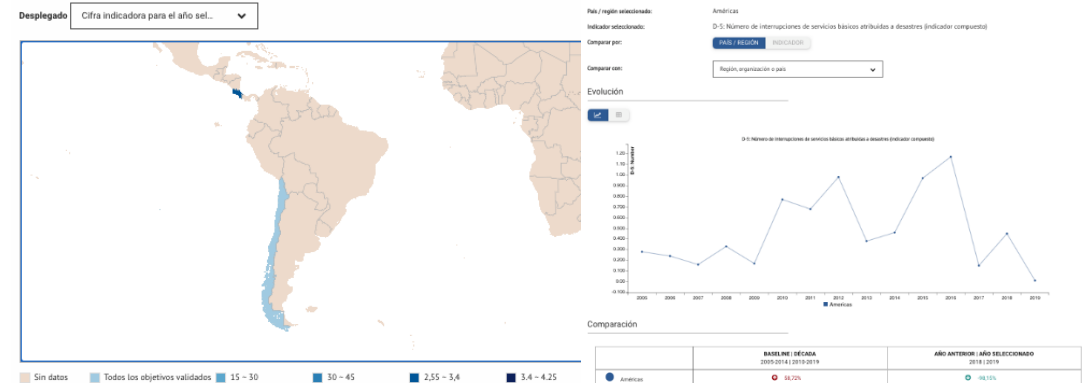 Desplegado
Cifra indicadora para el año sel...
Sin datos
Todos los objetivos validados
15 – 30
30 – 45
2,55 – 3,4
3.4 – 4.25
País / región seleccionado:
Américas
Indicador seleccionado:
D-5: Número de interrupciones de servicios básicos atribuidas a desastres (indicador compuesto)
Comparar por:
PAÍS / REGIÓN
INDICADOR
Comparar con:
Región, organización o país
Evolución
D-5: Número de interrupciones de servicios básicos atribuidas a desastres (indicador compuesto)
D-5: Number
1.20
1.10
1.00
0.900
0.800
0.700
0.600
0.500
0.400
0.300
0.200
0.100
0.00
-0.100
2005 2006 2007 2008 2009 2010 2011 2012 2013 2014 2015 2016 2017 2018 2019
Américas
Comparación
BASELINE | DÉCADA
2005-2014 | 2010-2019
AÑO ANTERIOR | AÑO SELECCIONADO
2018 | 2019
Américas
50,72%
-98,15%